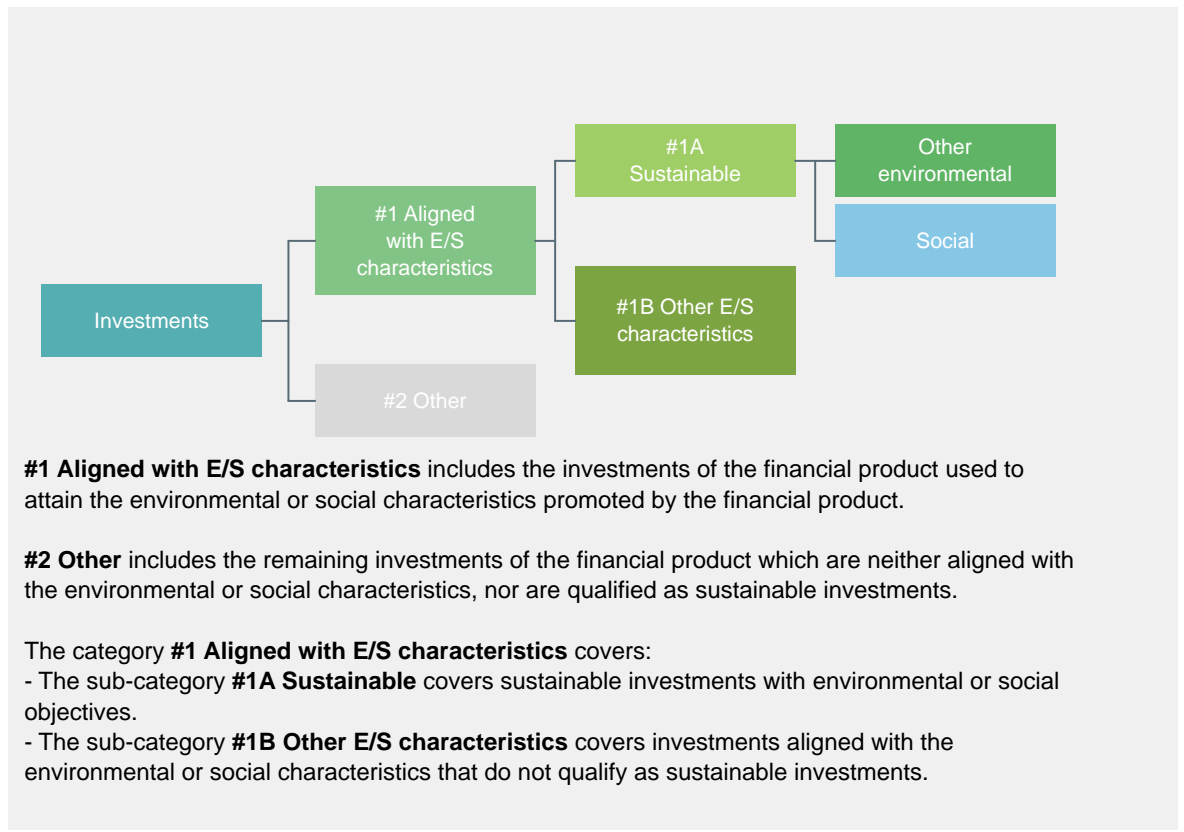 #1A
Sustainable
Other
environmental
#1 Aligned
with E/S
characteristics
Social
Investments
#1B Other E/S
characteristics
#2 Other
#1 Aligned with E/S characteristics includes the investments of the financial product used to
attain the environmental or social characteristics promoted by the financial product.
#2 Other includes the remaining investments of the financial product which are neither aligned with
the environmental or social characteristics, nor are qualified as sustainable investments.
The category #1 Aligned with E/S characteristics covers:
- The sub-category #1A Sustainable covers sustainable investments with environmental or social
objectives.
- The sub-category #1B Other E/S characteristics covers investments aligned with the
environmental or social characteristics that do not qualify as sustainable investments.